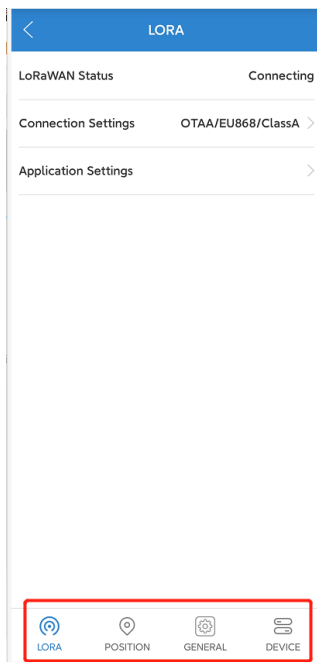 LORA
LoRaWAN Status Connecting
Connection Settings OTAA/EU868/ClassA
Application Settings
LORA POSITION GENERAL DEVICE